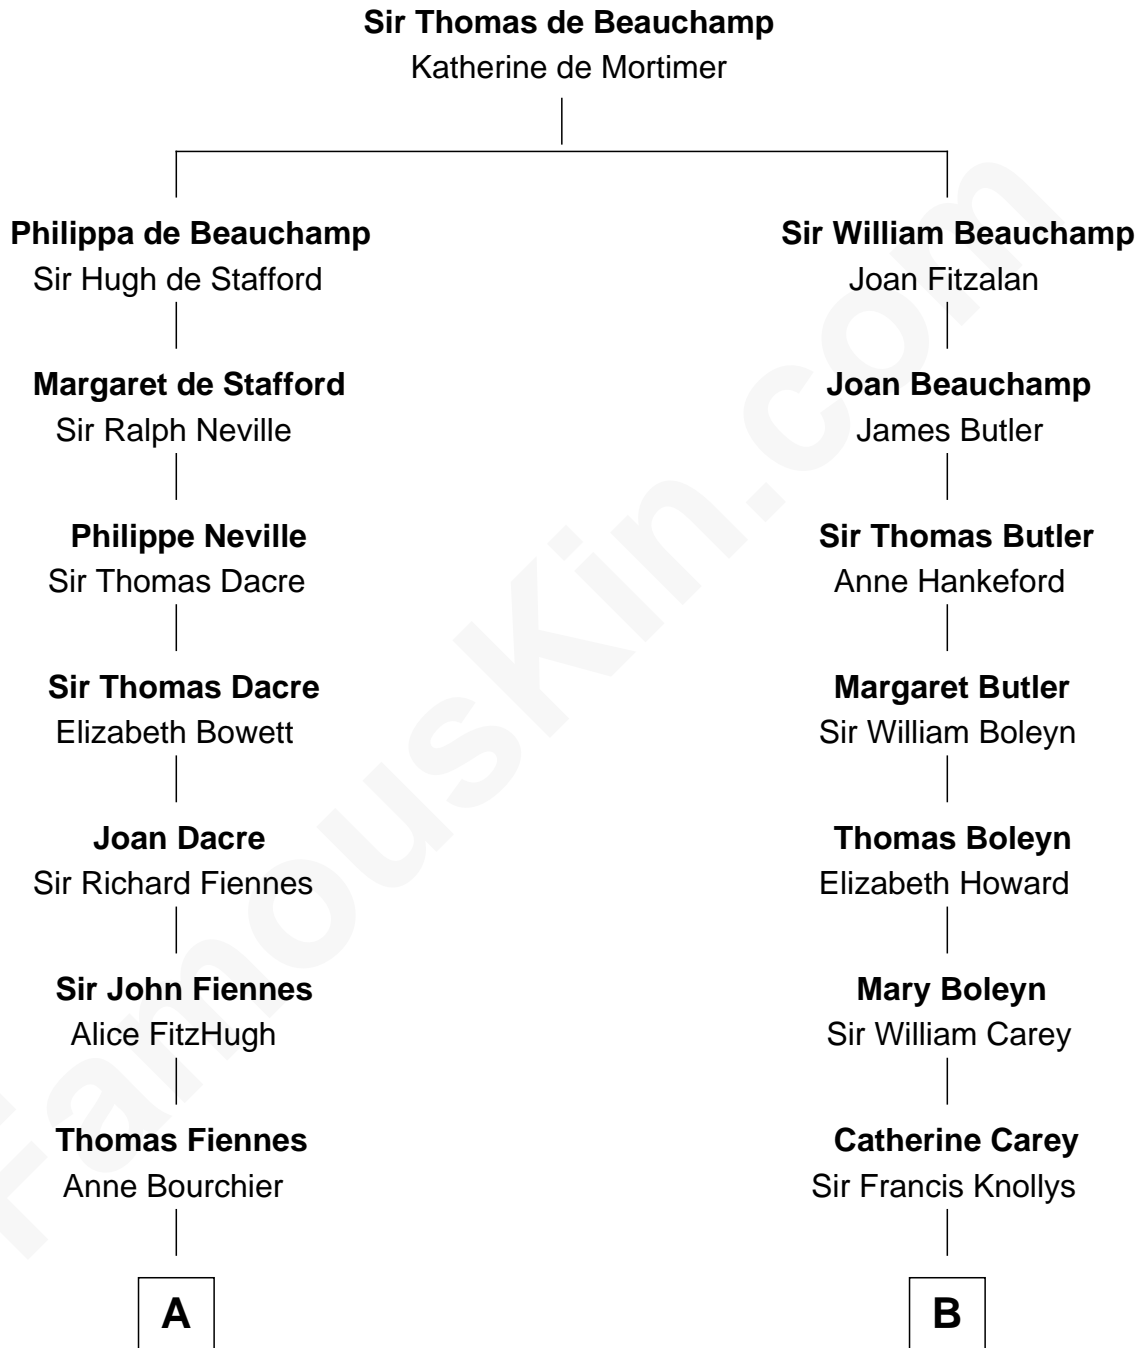 Sir Thomas de Beauchamp
Katherine de Mortimer
Philippa de Beauchamp
Sir Hugh de Stafford
Margaret de Stafford
Sir Ralph Neville
Philippe Neville
Sir Thomas Dacre
Sir Thomas Dacre
Elizabeth Bowett
Joan Dacre
Sir Richard Fiennes
Sir John Fiennes
Alice FitzHugh
Thomas Fiennes
Anne Bourchier
A
Sir William Beauchamp
Joan Fitzalan
Joan Beauchamp
James Butler
Sir Thomas Butler
Anne Hankeford
Margaret Butler
Sir William Boleyn
Thomas Boleyn
Elizabeth Howard
Mary Boleyn
Sir William Carey
Catherine Carey
Sir Francis Knollys
B
FamousKin.com